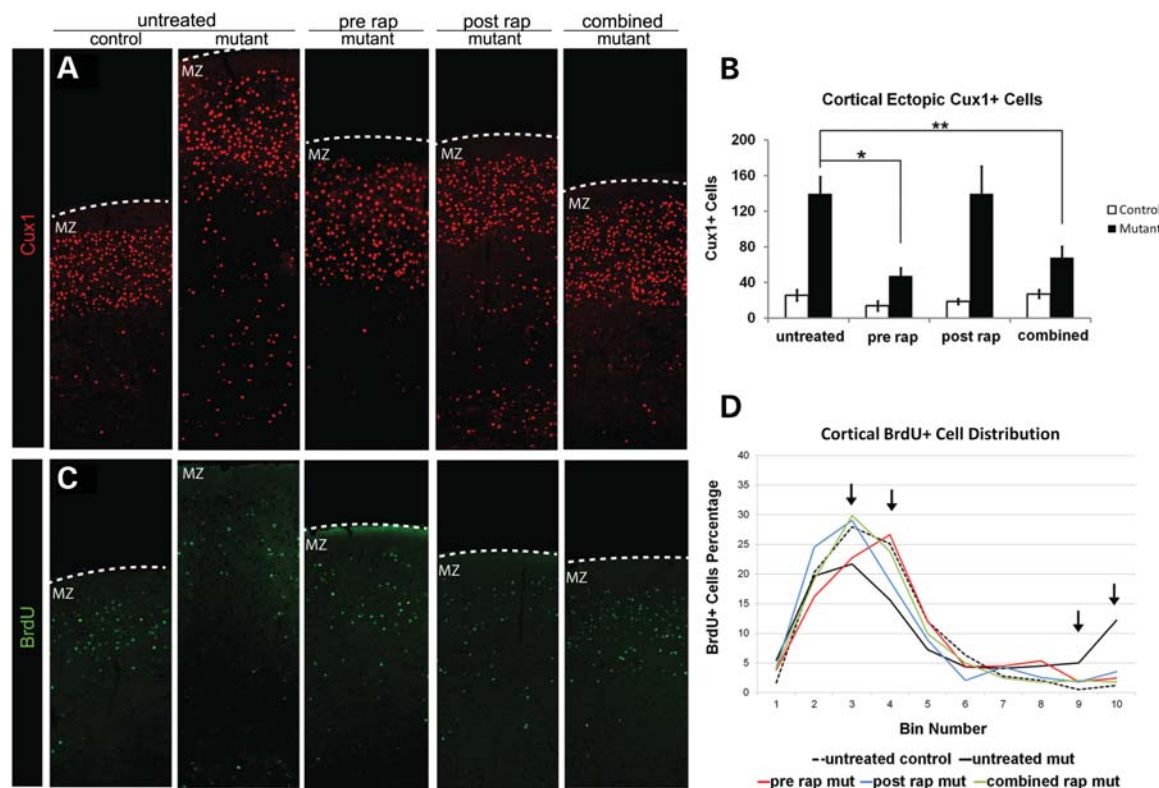 untreated pre rap post rap combined
control mutant mutant mutant mutant
A
MZ MZ MZ MZ MZ
Cux1
B
Cortical Ectopic Cux1+ Cells
**
*
200
160
120
80
40
0
Cux1+ Cells
Control
Mutant
untreated pre rap post rap combined
C
MZ MZ MZ MZ MZ
BrdU
D
Cortical BrdU+ Cell Distribution
40
35
30
25
20
15
10
5
0
BrdU+ Cells Percentage
1 2 3 4 5 6 7 8 9 10
Bin Number
untreated control untreated mut
pre rap mut post rap mut combined rap mut